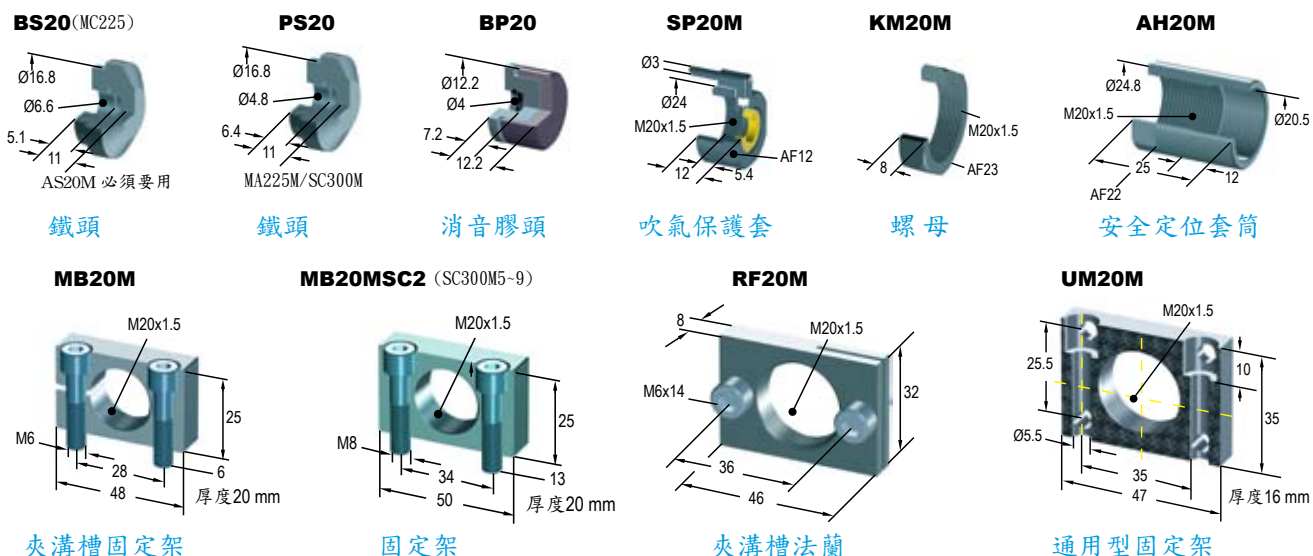 BS20(MC225)
Ø16.8
Ø6.6
5.1
11
AS20M 必須要用
鐵頭
PS20
Ø16.8
Ø4.8
6.4
11
MA225M/SC300M
鐵頭
BP20
Ø12.2
Ø4
7.2
12.2
消音膠頭
SP20M
Ø3
Ø24
M20x1.5
AF12
12
5.4
吹氣保護套
KM20M
M20x1.5
8
AF23
螺母
AH20M
Ø24.8
M20x1.5
Ø20.5
25
12
AF22
安全定位套筒
MB20M
M20x1.5
25
M6
28
6
48
厚度20 mm
夾溝槽固定架
MB20MSC2 (SC300M5~9)
M20x1.5
25
M8
34
13
50
厚度20 mm
固定架
RF20M
8
M20x1.5
M6x14
32
36
46
夾溝槽法蘭
UM20M
M20x1.5
25.5
10
35
Ø5.5
35
47
厚度16 mm
通用型固定架